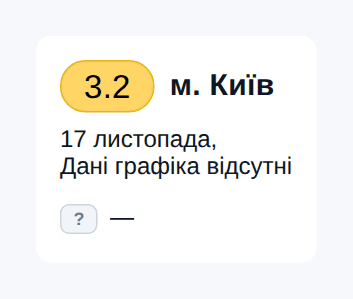 3.2 м. Київ
17 листопада,
Дані графіка відсутні
? —